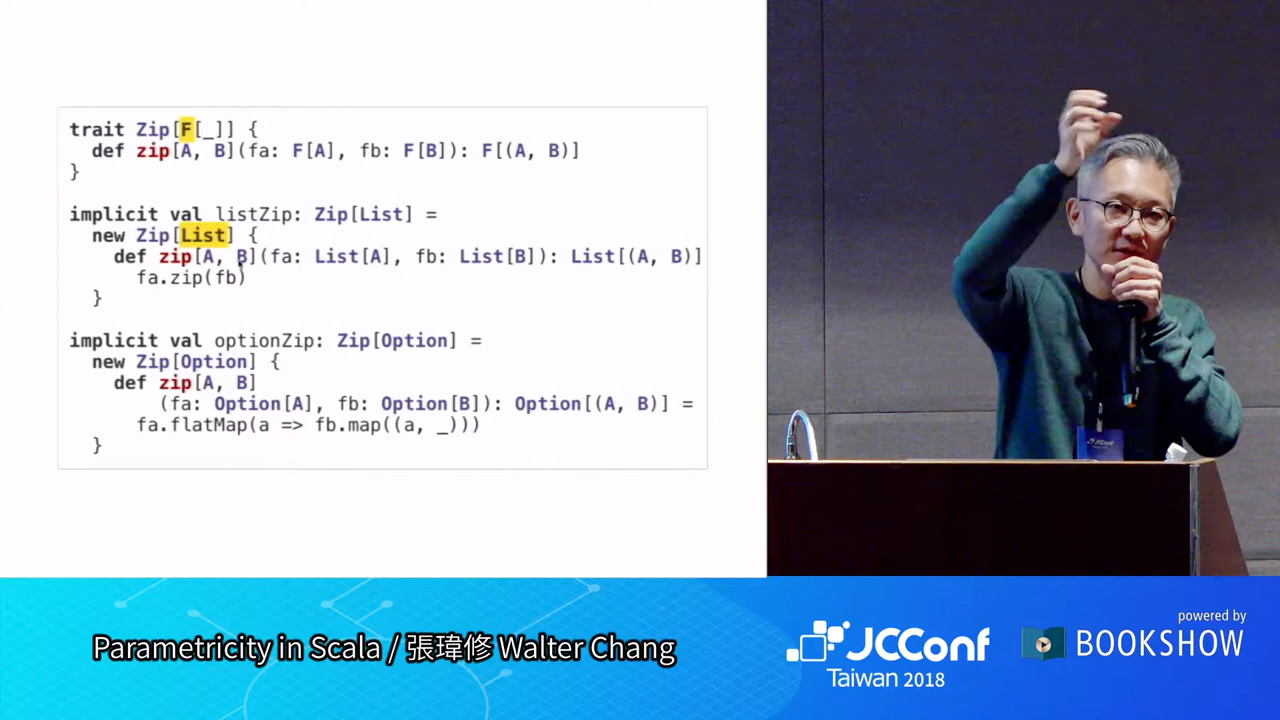 trait Zip[F[_]] {
def zip[A, B](fa: F[A], fb: F[B]): F[(A, B)]
}
implicit val listZip: Zip[List] =
new Zip[List] {
def zip[A, B](fa: List[A], fb: List[B]): List[(A, B)]
fa.zip(fb)
}
implicit val optionZip: Zip[Option] =
new Zip[Option] {
def zip[A, B]
(fa: Option[A], fb: Option[B]): Option[(A, B)] =
fa.flatMap(a => fb.map((a, _)))
}
JCConf
Parametricity in Scala / 張瑋修 Walter Chang
JCConf
Taiwan 2018
powered by
BOOKSHOW